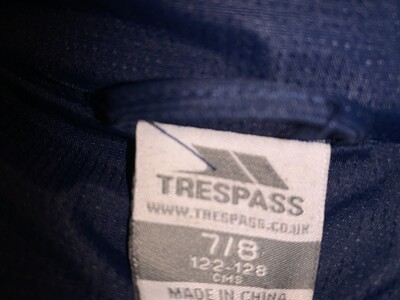 TRESPASS
WWW.TRESPASS.CO.UK
7/8
122-128
CMS
MADE IN CHINA